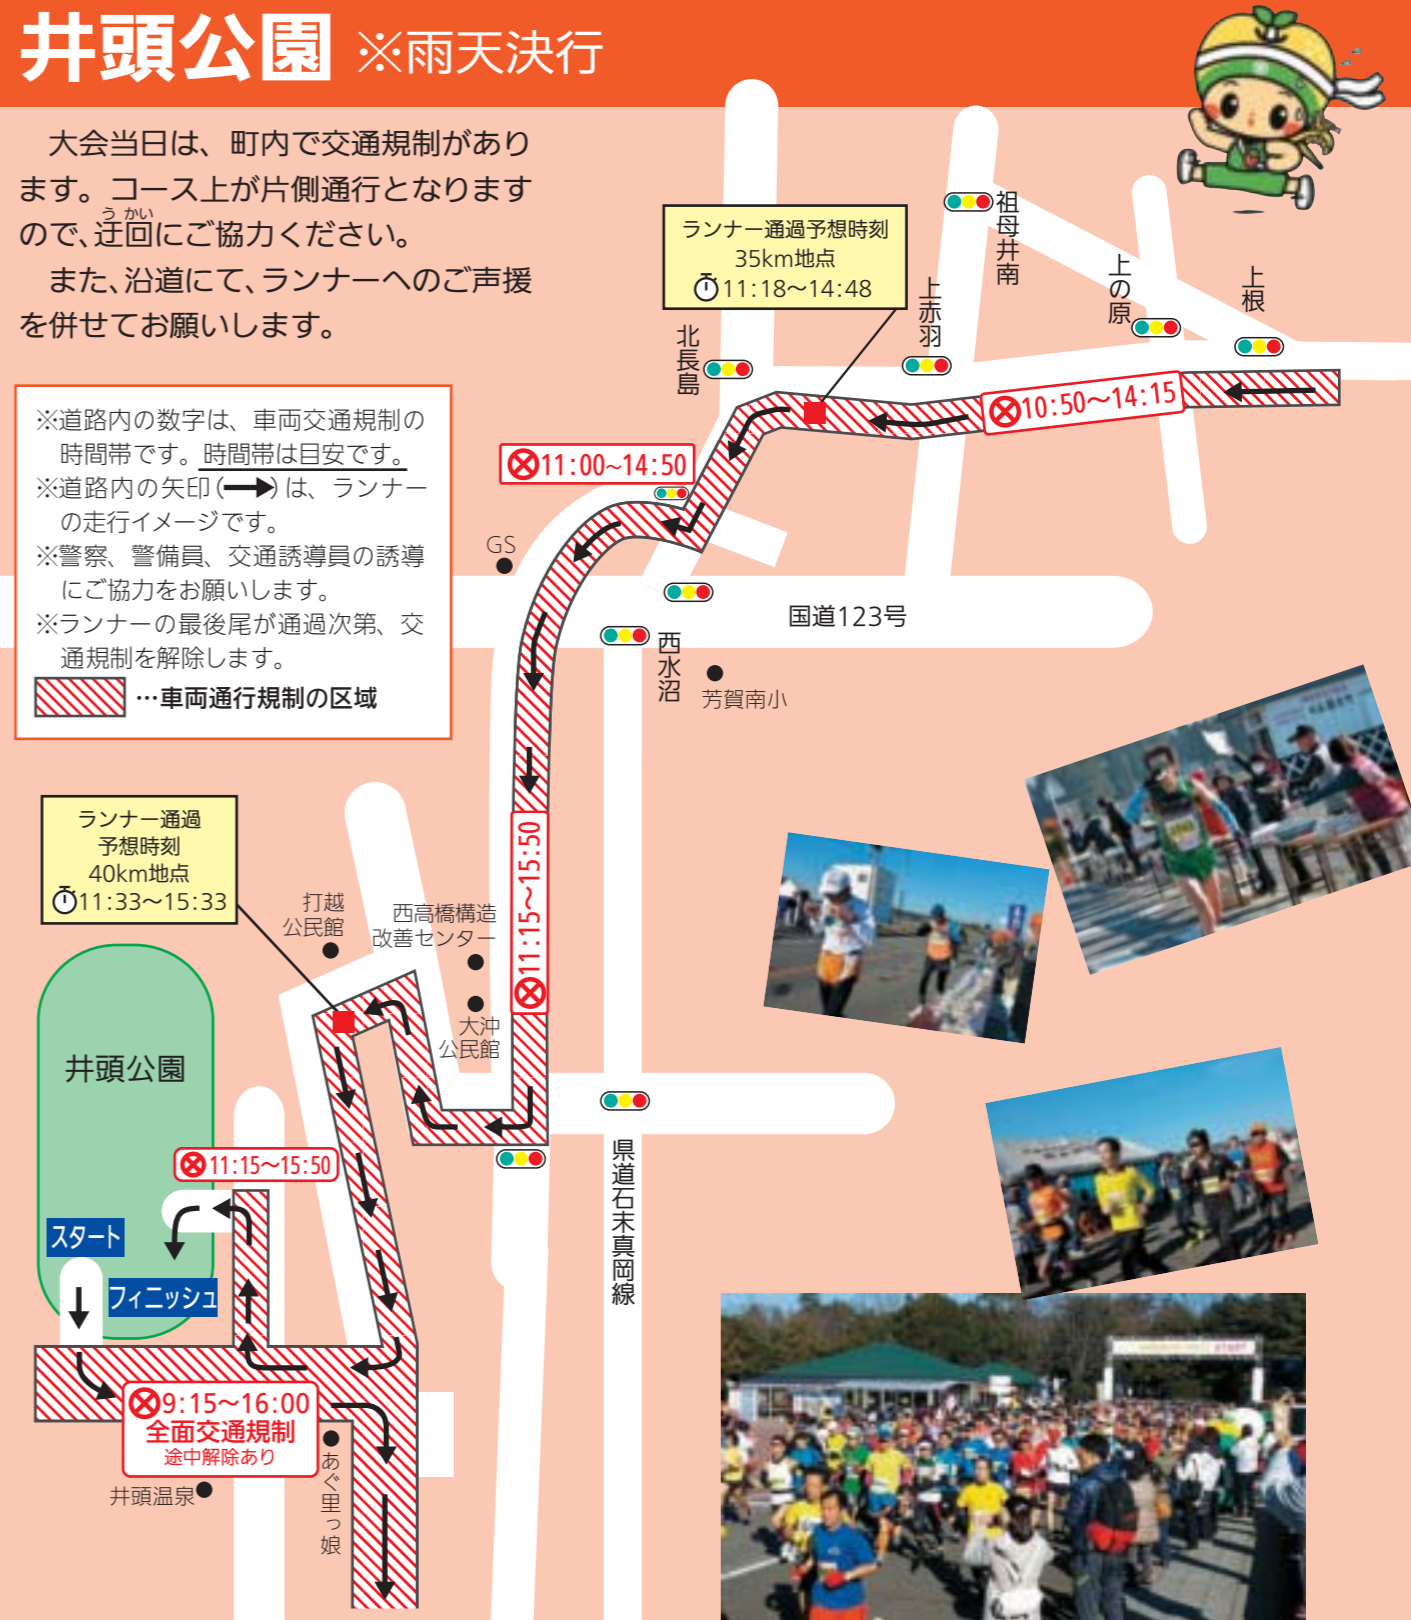 井頭公園 ※雨天決行
大会当日は、町内で交通規制があり
ます。コース上が片側通行となります
ので、迂回にご協力ください。
うかい
また、沿道にて、ランナーへのご声援
を併せてお願いします。
※道路内の数字は、車両交通規制の
時間帯です。時間帯は目安です。
※道路内の矢印(➞)は、ランナー
の走行イメージです。
※警察、警備員、交通誘導員の誘導
にご協力をお願いします。
※ランナーの最後尾が通過次第、交
通規制を解除します。
…車両通行規制の区域
ランナー通過予想時刻
35km地点
11:18〜14:48
祖母井南
上の原
上根
上赤羽
北長島
10:50〜14:15
11:00~14:50
GS
国道123号
西水沼
芳賀南小
11:15〜15:50
ランナー通過
予想時刻
40km地点
11:33〜15:33
打越
公民館
西高橋構造
改善センター
大沖
公民館
井頭公園
県道石末真岡線
11:15〜15:50
スタート
フィニッシュ
9:15〜16:00
全面交通規制
途中解除あり
井頭温泉
あぐ里っ娘